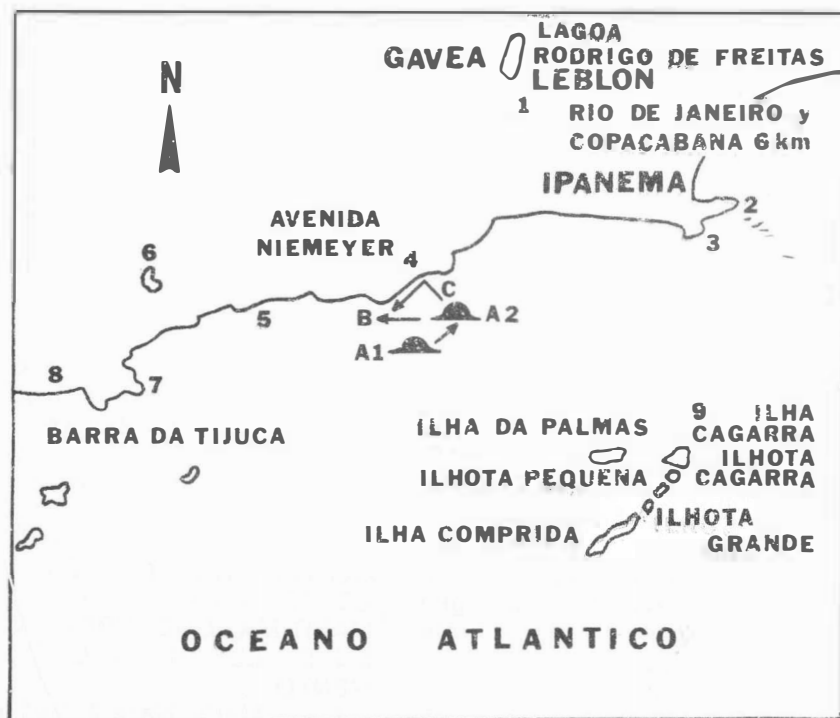 LAGOA
GAVEA RODRIGO DE FREITAS
LEBLON
N
1
RIO DE JANEIRO y
COPACABANA 6 km
IPANEMA
2
3
AVENIDA
NIEMEYER
4
6
C
5
B
A2
A1
8
7
BARRA DA TIJUCA
9 ILHA
CAGARRA
ILHA DA PALMAS
ILHOTA
CAGARRA
ILHOTA PEQUENA
ILHA COMPRIDA
ILHOTA
GRANDE
OCEANO ATLANTICO